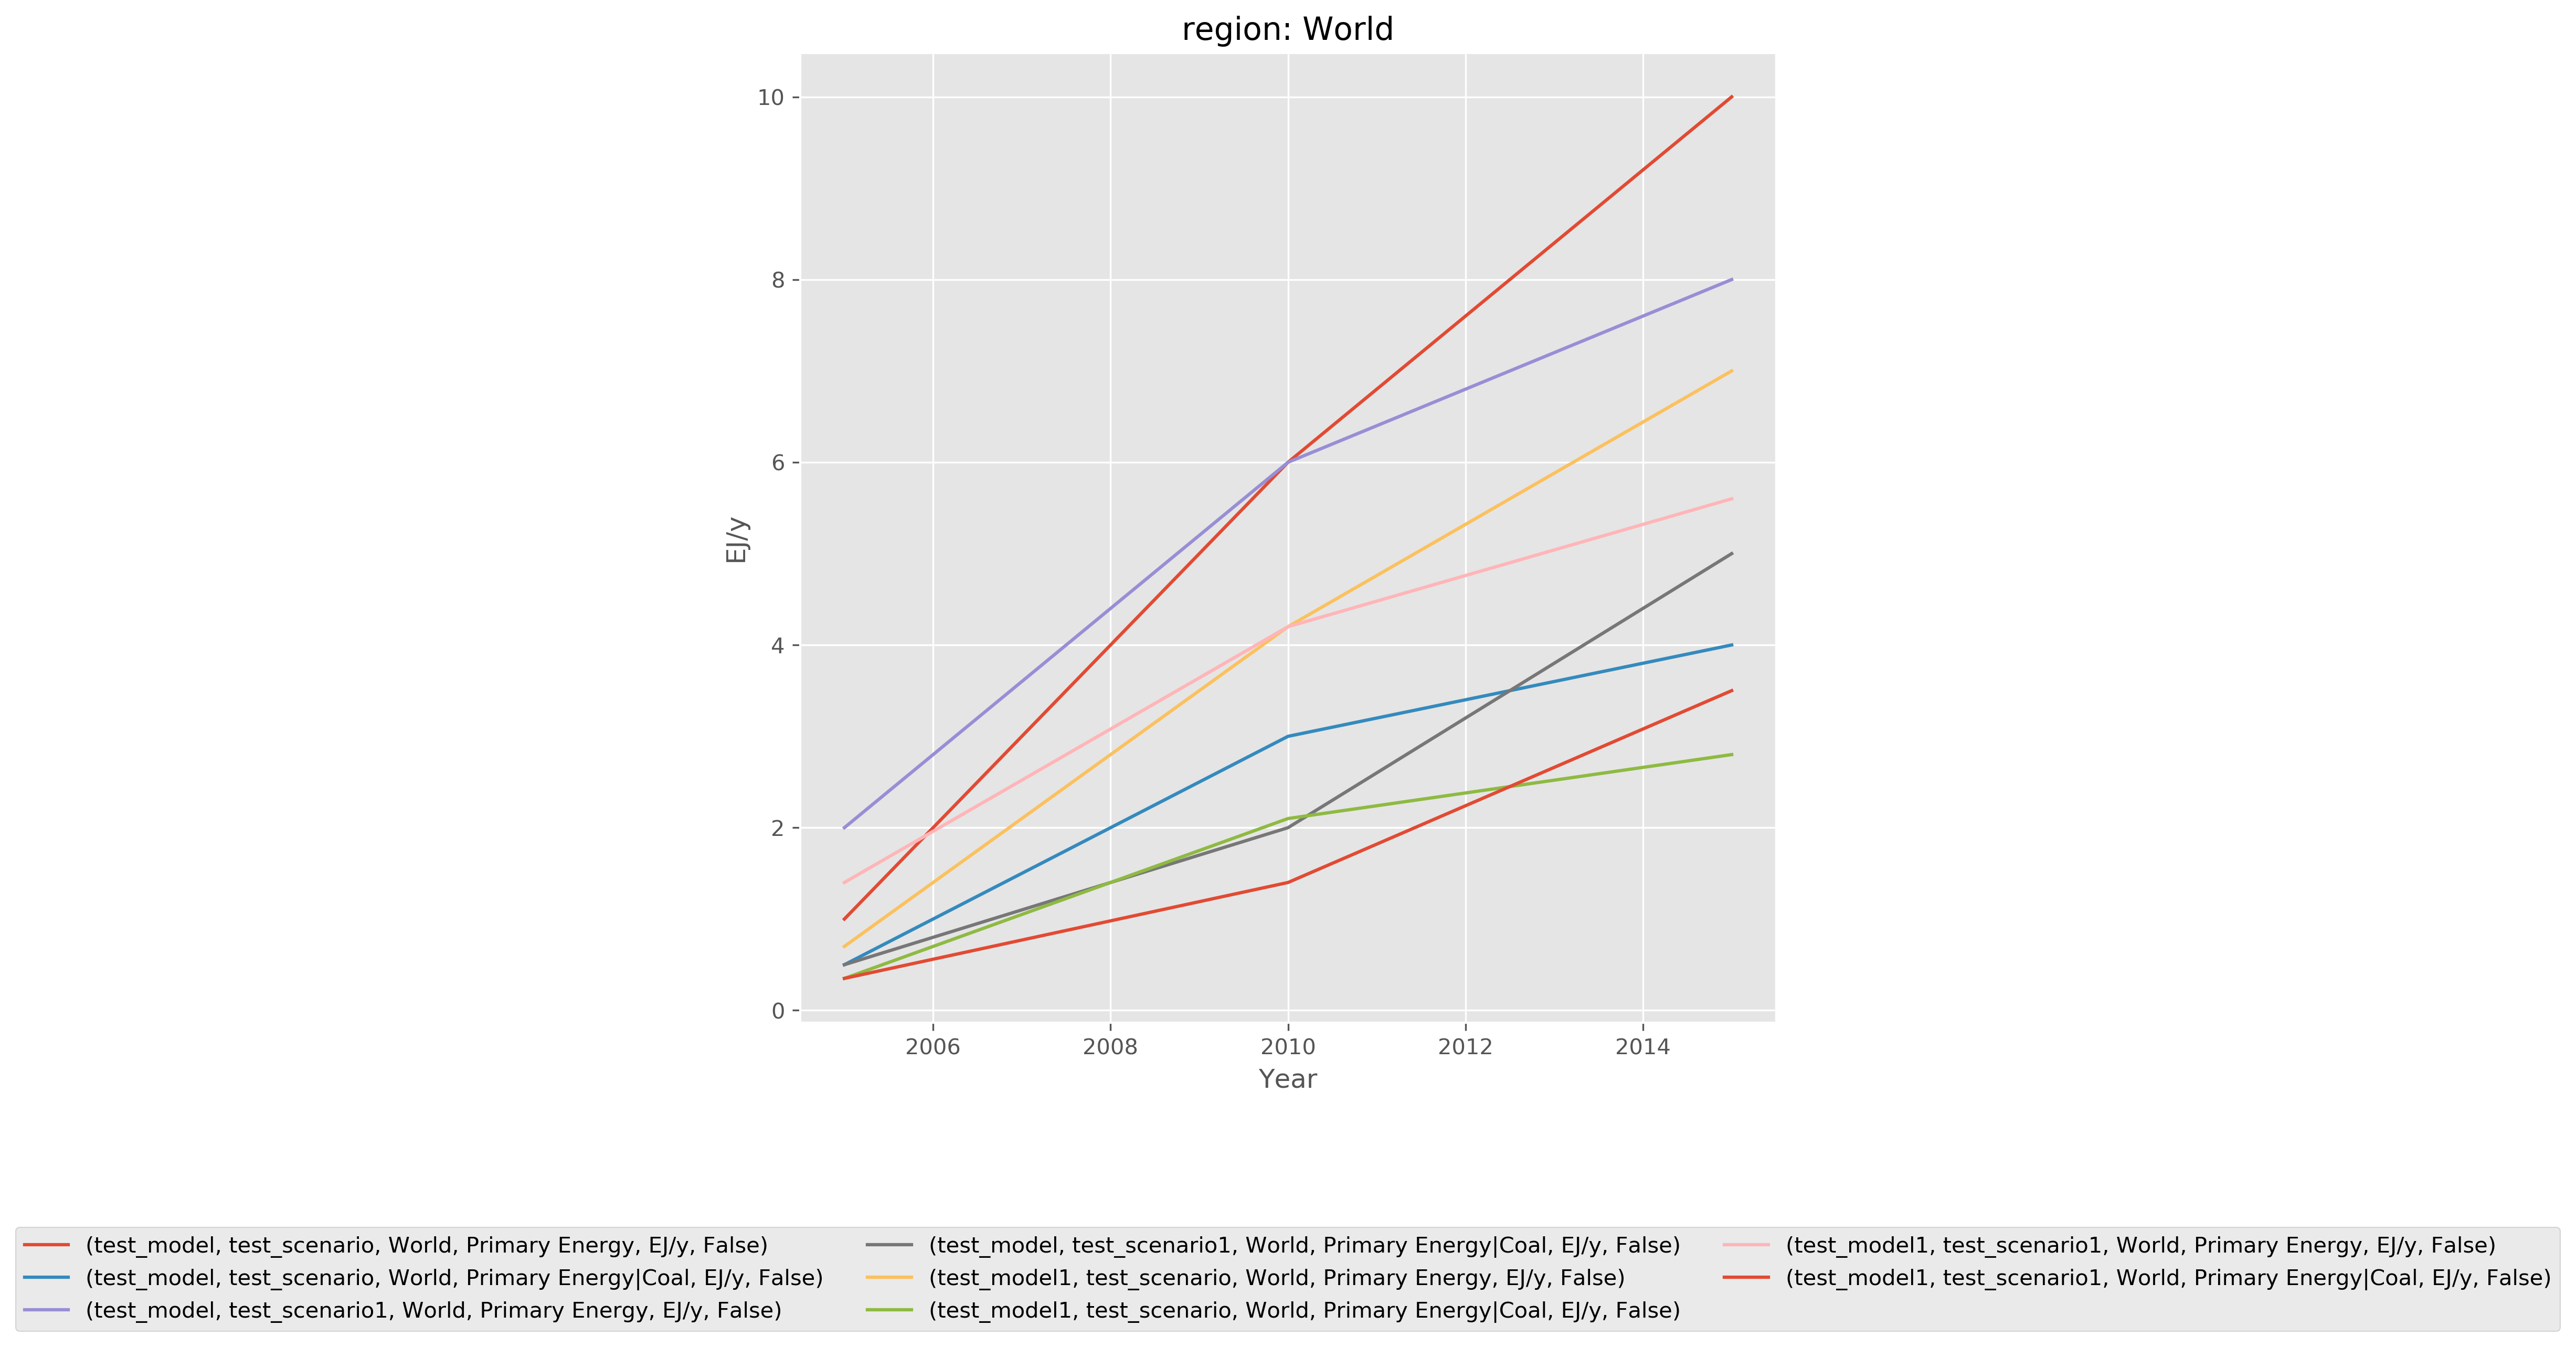 region: World
10
8
6
4
2
0
EJ/y
2006 2008 2010 2012 2014
Year
(test_model, test_scenario, World, Primary Energy, EJ/y, False)
(test_model, test_scenario, World, Primary Energy|Coal, EJ/y, False)
(test_model, test_scenario1, World, Primary Energy, EJ/y, False)
(test_model, test_scenario1, World, Primary Energy|Coal, EJ/y, False)
(test_model1, test_scenario, World, Primary Energy, EJ/y, False)
(test_model1, test_scenario, World, Primary Energy|Coal, EJ/y, False)
(test_model1, test_scenario1, World, Primary Energy, EJ/y, False)
(test_model1, test_scenario1, World, Primary Energy|Coal, EJ/y, False)